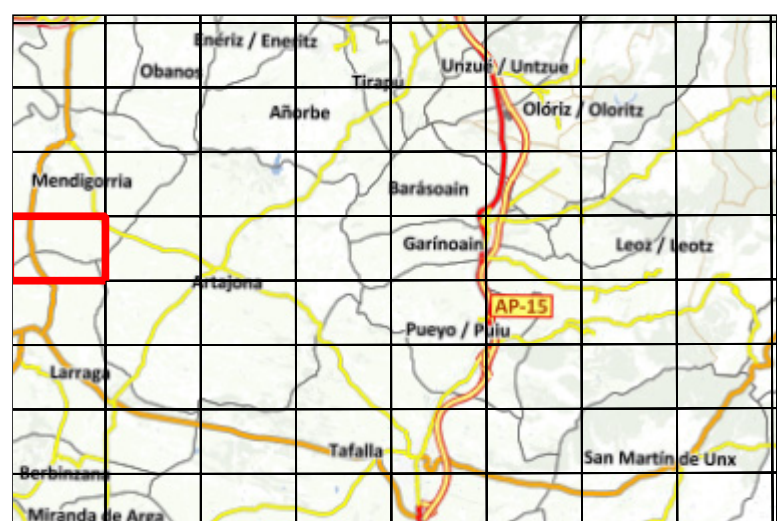 Enériz / Eneritz
Unzué / Untzue
Obanos
Tirapu
Añorbe
Olóriz / Oloritz
Mendigorria
Barásoain
Garínoain
Leoz / Leotz
Artajona
AP-15
Pueyo / Puiu
Larraga
Tafalla
San Martín de Unx
Berbinzana
Miranda de Arga